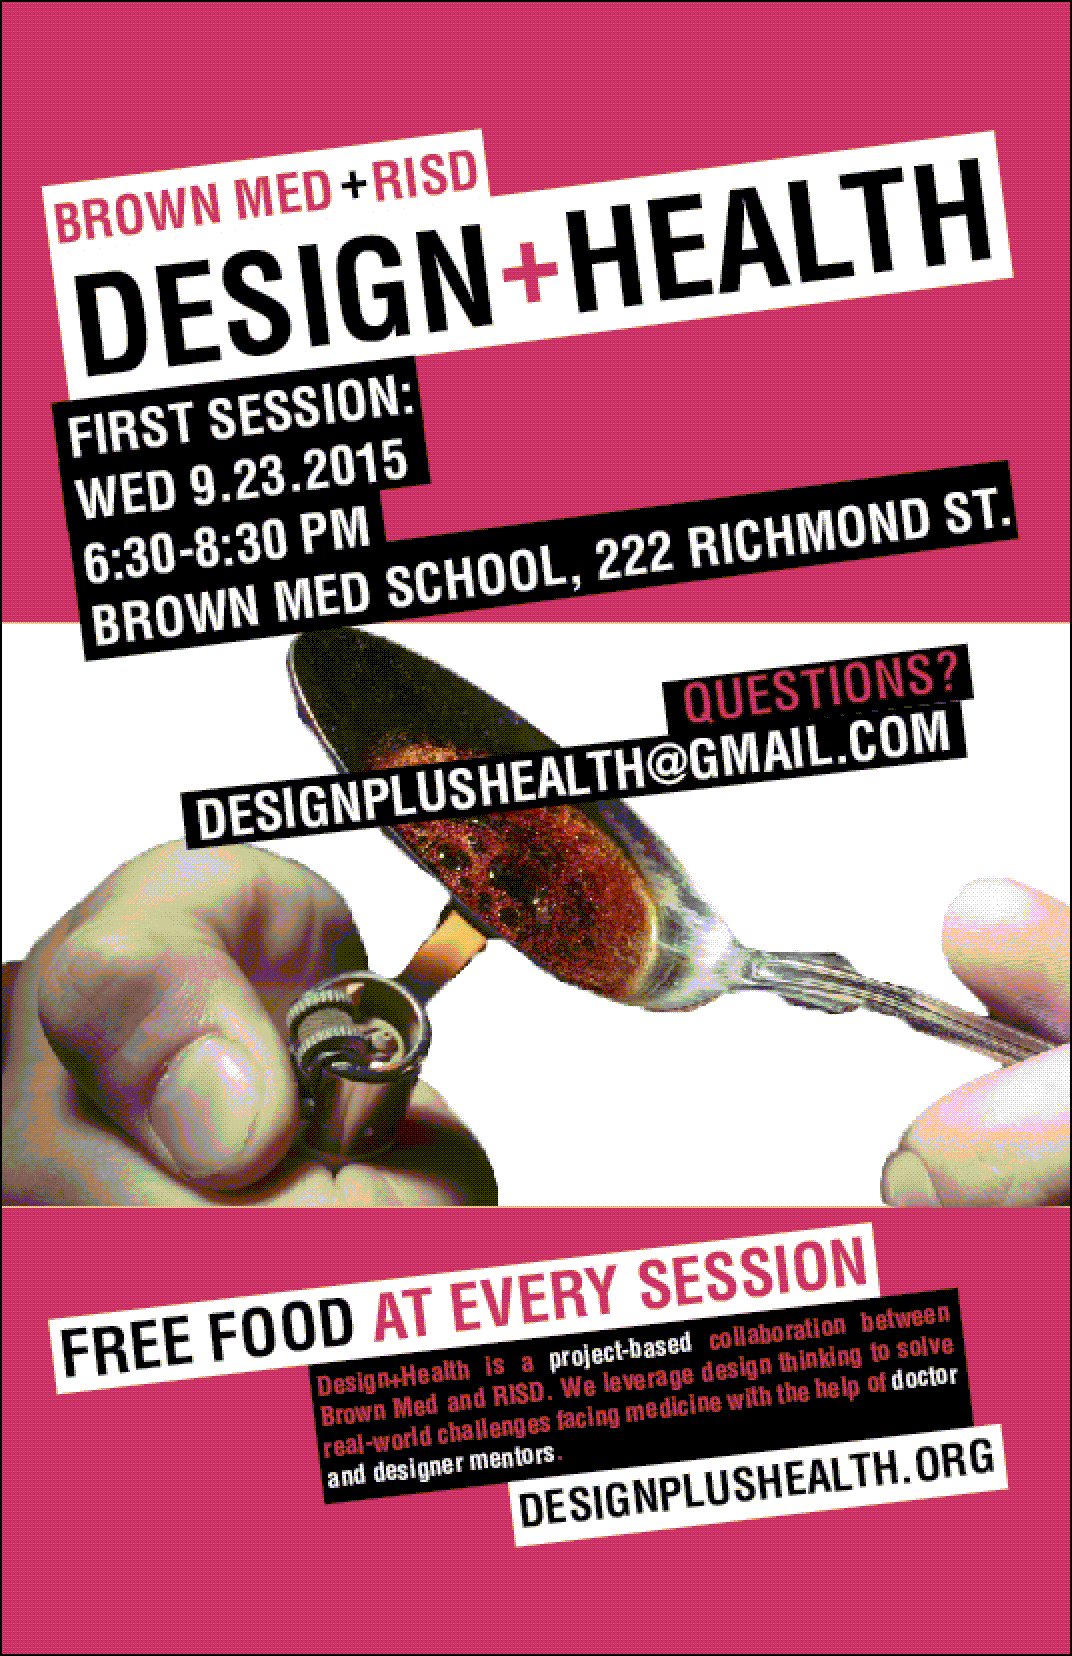 BROWN MED+RISD
DESIGN+HEALTH
FIRST SESSION:
WED 9.23.2015
6:30-8:30 PM
BROWN MED SCHOOL, 222 RICHMOND ST.
QUESTIONS?
DESIGNPLUSHEALTH@GMAIL.COM
FREE FOOD AT EVERY SESSION
Design+Health is a project-based collaboration between
Brown Med and RISD. We leverage design thinking to solve
real-world challenges facing medicine with the help of doctor
and designer mentors.
DESIGNPLUSHEALTH.ORG